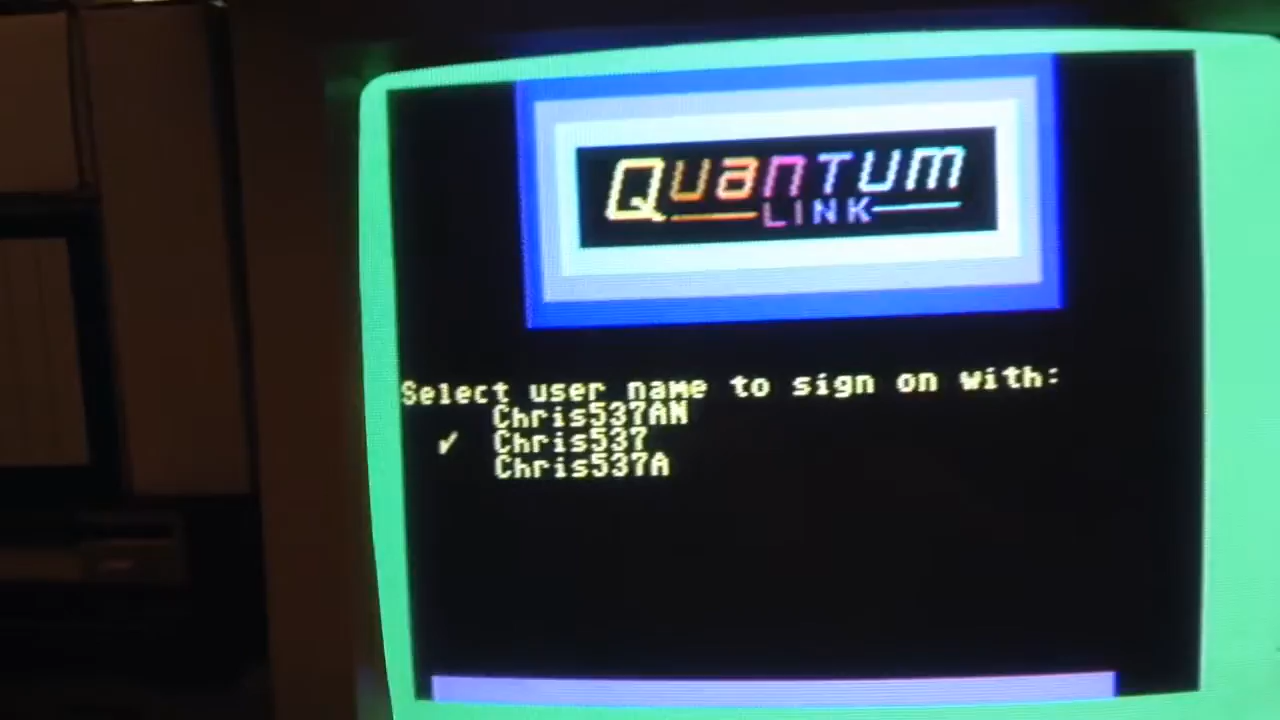 Quantum
LINK
Select user name to sign on with:
Chris537AN
✓ Chris537
Chris537A